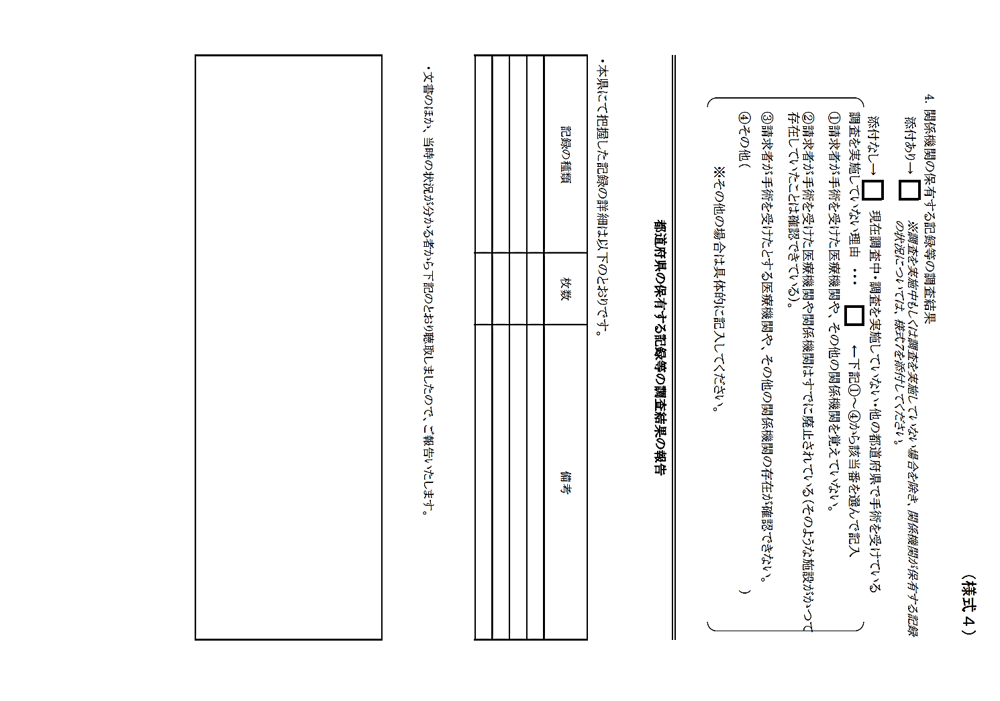 （様式４）
4. 関係機関の保有する記録等の調査結果
添付あり→ □ ※調査を実施中もしくは調査を実施していない場合を除き、関係機関が保有する記録
の状況については、様式7を添付してください。
添付なし→ □ 現在調査中・調査を実施していない・他の都道府県で手術を受けている
調査を実施していない理由 ・・・ □ ←下記①～④から該当番を選んで記入
①請求者が手術を受けた医療機関や、その他の関係機関を覚えていない。
②請求者が手術を受けた医療機関や関係機関はすでに廃止されている(そのような施設がかつて
存在していたことは確認できている)。
③請求者が手術を受けたとする医療機関や、その他の関係機関の存在が確認できない。
④その他( )
※その他の場合は具体的に記入してください。
都道府県の保有する記録等の調査結果の報告
・本県にて把握した記録の詳細は以下のとおりです。
記録の種類 枚数 備考
・文書のほか、当時の状況が分かる者から下記のとおり聴取しましたので、ご報告いたします。